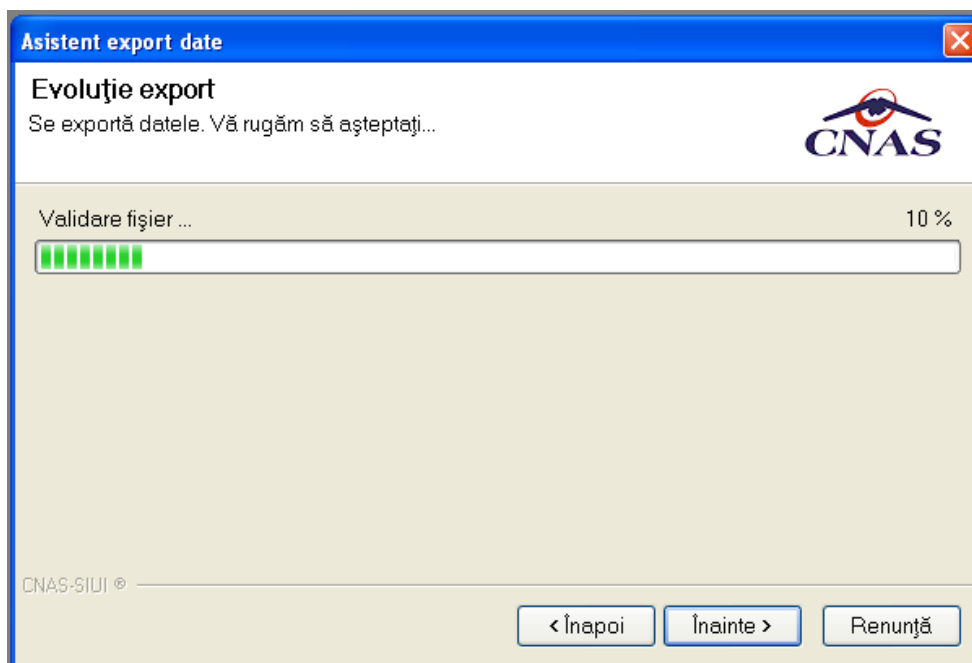 Asistent export date
Evoluţie export
Se exportă datele. Vă rugăm să aşteptaţi...
CNAS
Validare fişier ... 10 %
CNAS-SIUI ®
< Înapoi Înainte > Renunţă